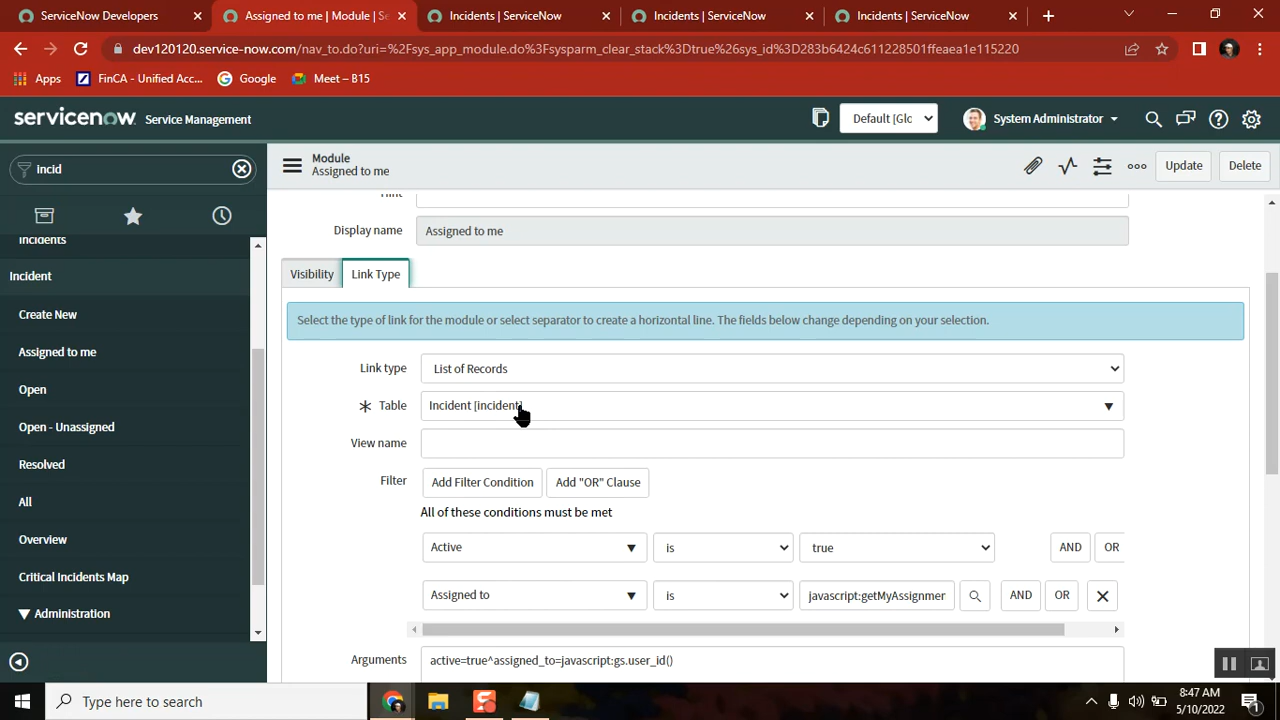 ServiceNow Developers
Assigned to me | Module | S
Incidents | ServiceNow
Incidents | ServiceNow
Incidents | ServiceNow
dev120120.service-now.com/nav_to.do?uri=%2Fsys_app_module.do%3Fsysparm_clear_stack%3Dtrue%26sys_id%3D283b6424c611228501ffeaea1e115220
Apps
FinCA - Unified Acc...
Google
Meet – B15
servicenow. Service Management
Default [Glc
System Administrator
incid
Module
Assigned to me
Update
Delete
Incidents
Incident
Create New
Assigned to me
Open
Open - Unassigned
Resolved
All
Overview
Critical Incidents Map
Administration
Display name
Assigned to me
Visibility
Link Type
Select the type of link for the module or select separator to create a horizontal line. The fields below change depending on your selection.
Link type
List of Records
Table
Incident [incident]
View name
Filter
Add Filter Condition
Add "OR" Clause
All of these conditions must be met
Active
is
true
AND
OR
Assigned to
is
javascript:getMyAssignmer
AND
OR
Arguments
active=true^assigned_to=javascript:gs.user_id()
Type here to search
8:47 AM
5/10/2022
1